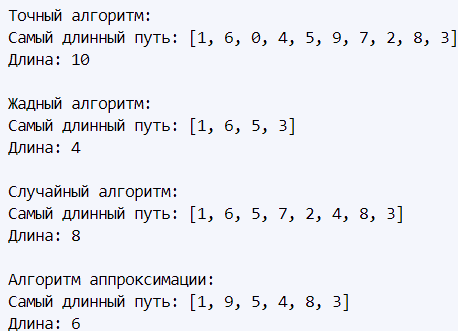 Точный алгоритм:
Самый длинный путь: [1, 6, 0, 4, 5, 9, 7, 2, 8, 3]
Длина: 10
Жадный алгоритм:
Самый длинный путь: [1, 6, 5, 3]
Длина: 4
Случайный алгоритм:
Самый длинный путь: [1, 6, 5, 7, 2, 4, 8, 3]
Длина: 8
Алгоритм аппроксимации:
Самый длинный путь: [1, 9, 5, 4, 8, 3]
Длина: 6